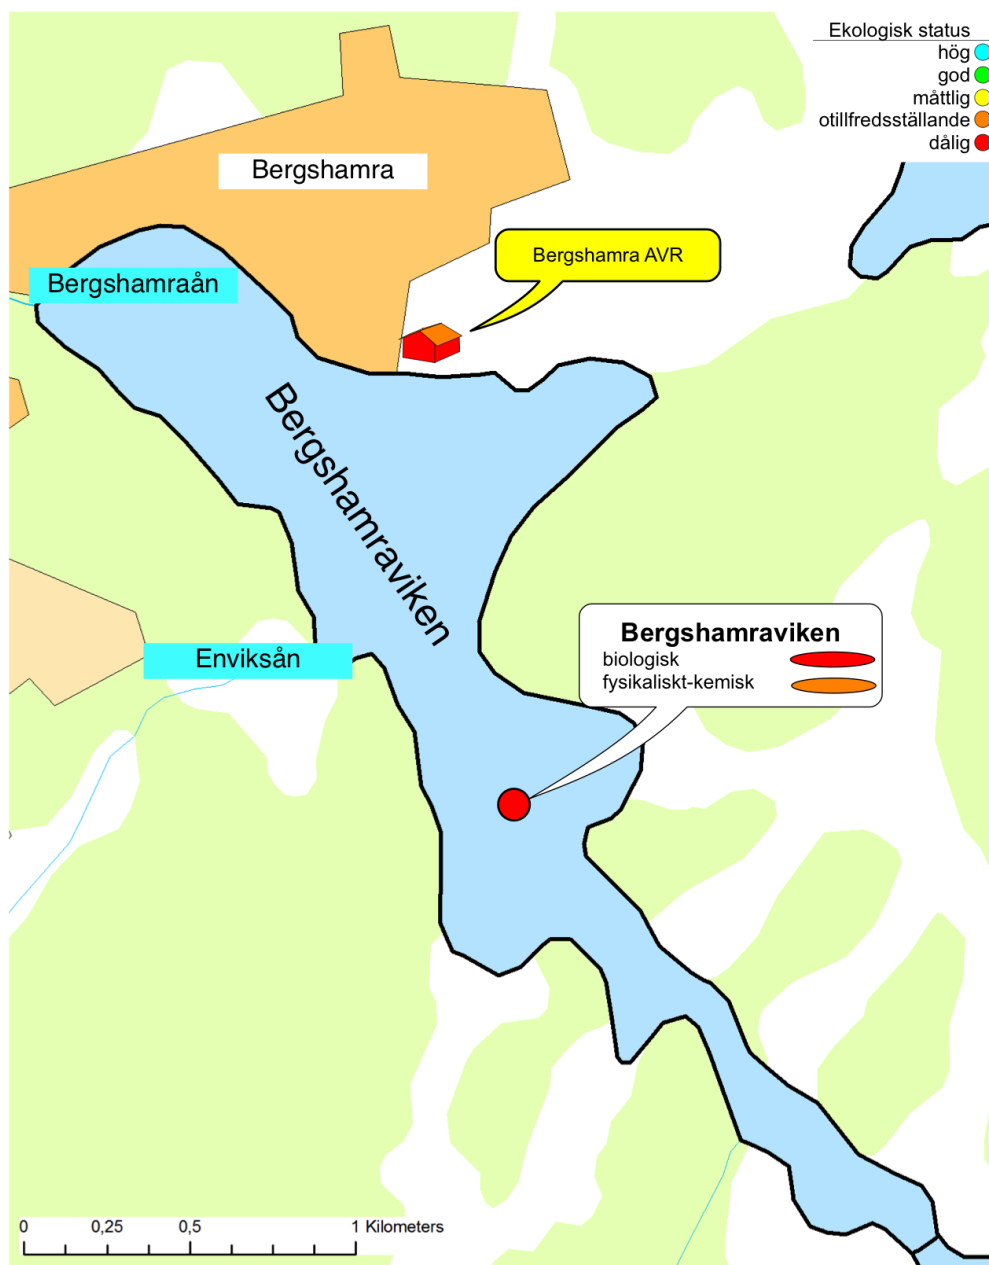 Ekologisk status
hög
god
måttlig
otillfredsställande
dålig
Bergshamra
Bergshamra AVR
Bergshamraån
Bergshamraviken
Enviksån
Bergshamraviken
biologisk
fysikaliskt-kemisk
0 0,25 0,5 1 Kilometers